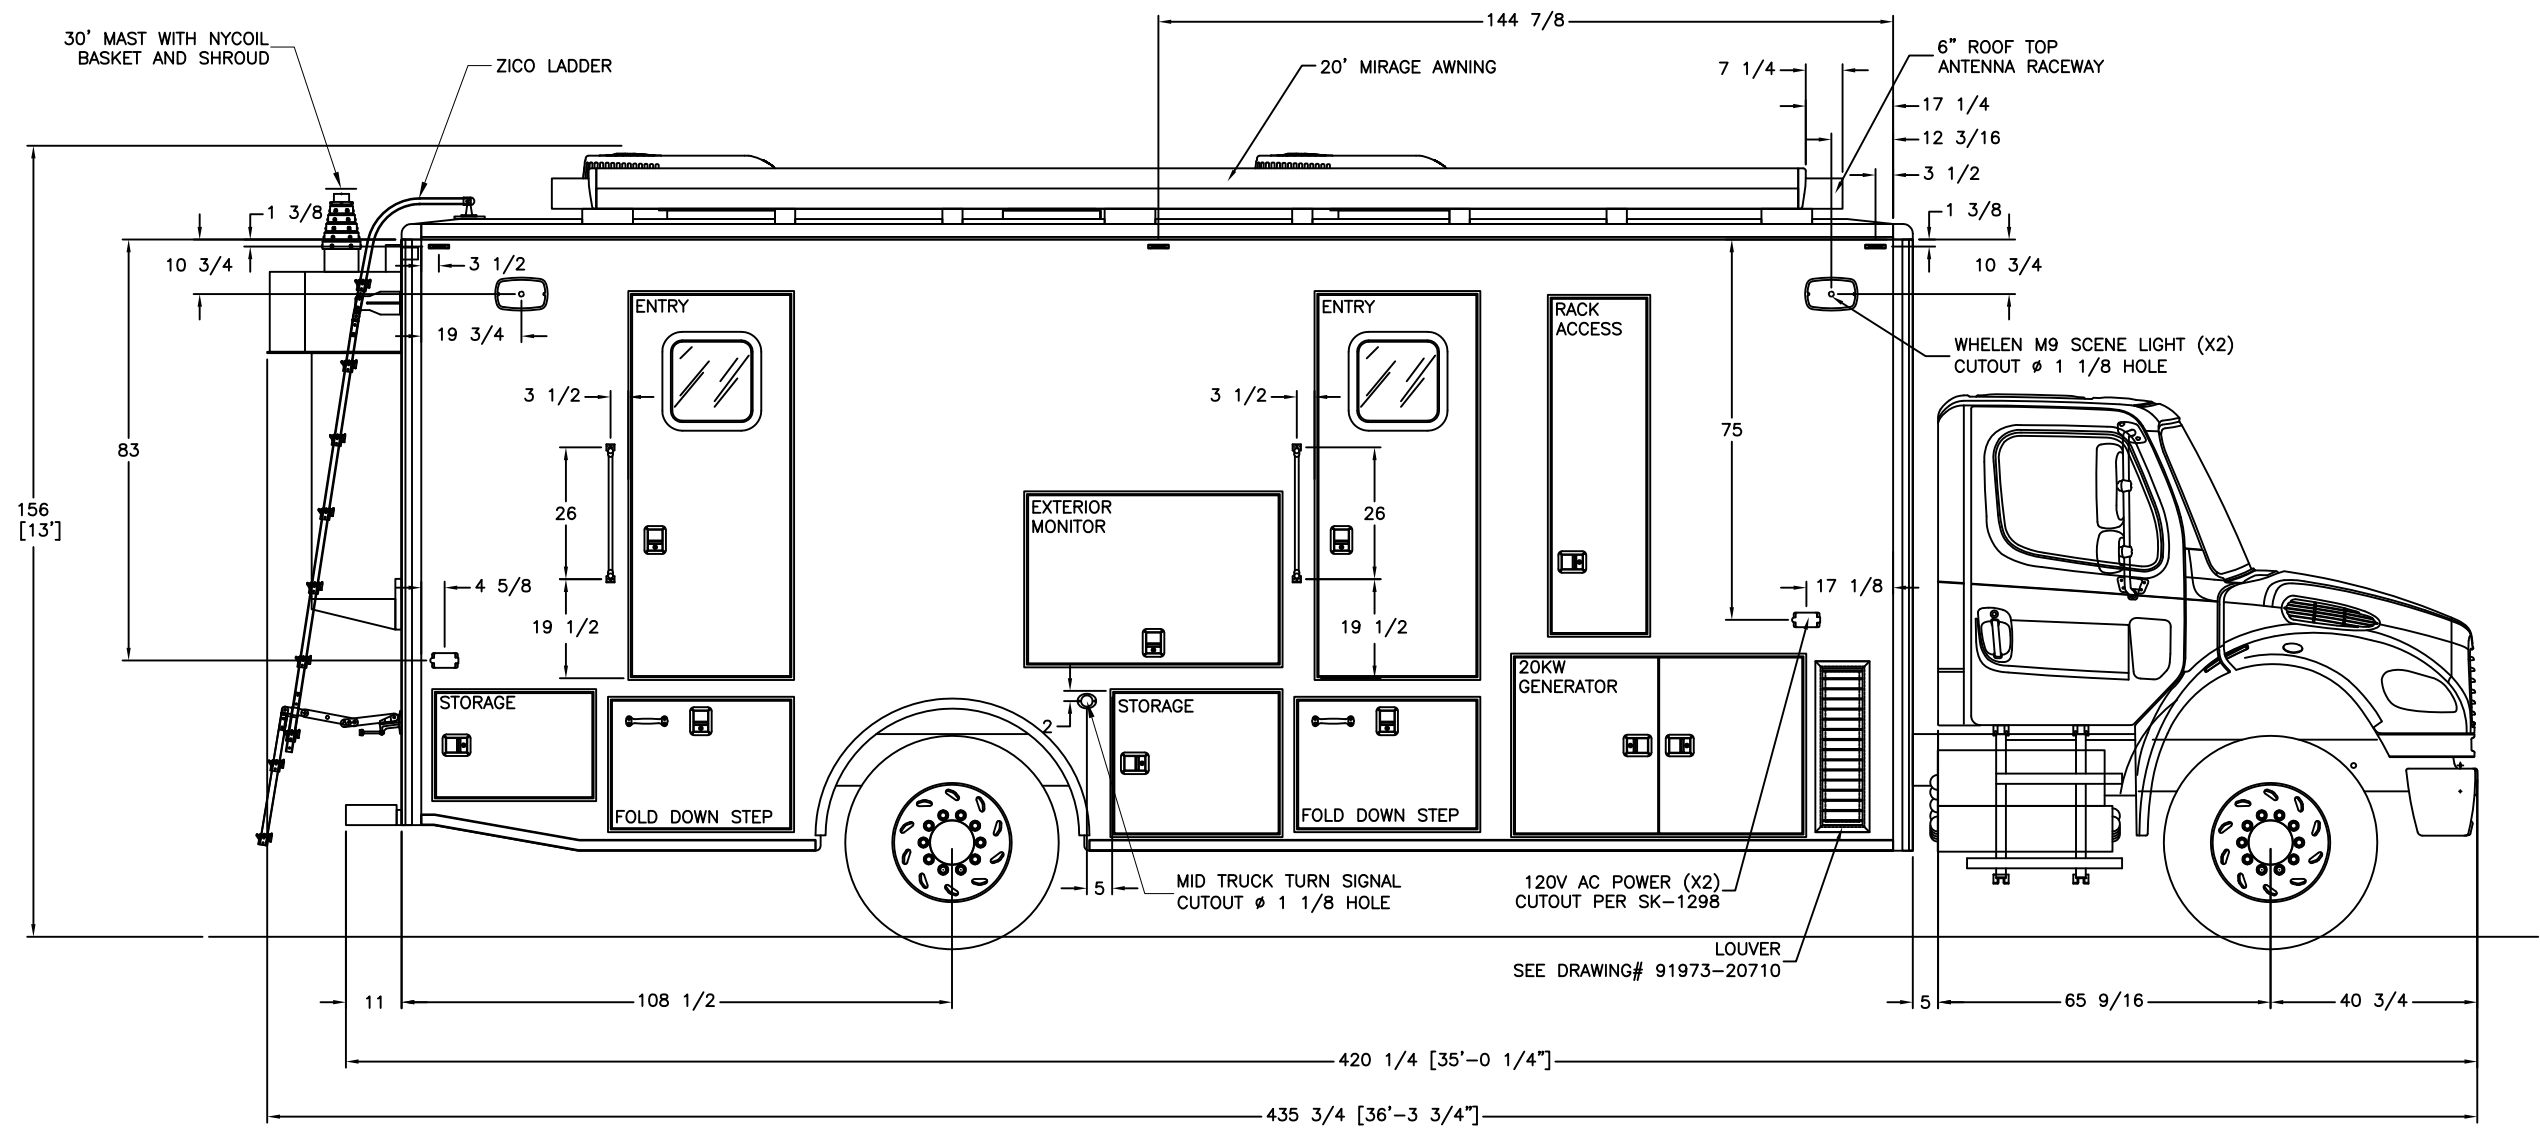 144 7/8
30' MAST WITH NYCOIL
BASKET AND SHROUD
ZICO LADDER
20' MIRAGE AWNING
7 1/4
6" ROOF TOP
ANTENNA RACEWAY
17 1/4
12 3/16
3 1/2
1 3/8
1 3/8
10 3/4
3 1/2
10 3/4
19 3/4
ENTRY
ENTRY
RACK
ACCESS
WHELEN M9 SCENE LIGHT (X2)
CUTOUT ø 1 1/8 HOLE
3 1/2
3 1/2
83
75
156
[13']
26
26
EXTERIOR
MONITOR
4 5/8
17 1/8
19 1/2
19 1/2
STORAGE
STORAGE
20KW
GENERATOR
2
FOLD DOWN STEP
FOLD DOWN STEP
5
MID TRUCK TURN SIGNAL
CUTOUT ø 1 1/8 HOLE
120V AC POWER (X2)
CUTOUT PER SK-1298
LOUVER
SEE DRAWING# 91973-20710
11
108 1/2
5
65 9/16
40 3/4
420 1/4 [35'-0 1/4"]
435 3/4 [36'-3 3/4"]